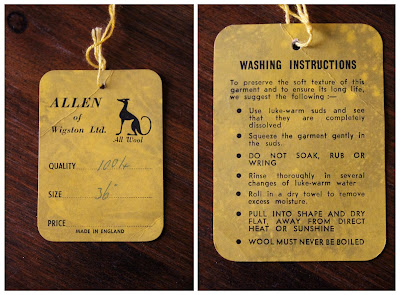 ALLEN
of
Wigston Ltd.
All Wool
QUALITY 100%
SIZE 36"
PRICE
MADE IN ENGLAND
WASHING INSTRUCTIONS
To preserve the soft texture of this
garment and to ensure its long life,
we suggest the following :—
● Use luke-warm suds and see
that they are completely
dissolved
● Squeeze the garment gently in
the suds.
● DO NOT SOAK, RUB OR
WRING
● Rinse thoroughly in several
changes of luke-warm water
● Roll in a dry towel to remove
excess moisture.
● PULL INTO SHAPE AND DRY
FLAT, AWAY FROM DIRECT
HEAT OR SUNSHINE
● WOOL MUST NEVER BE BOILED